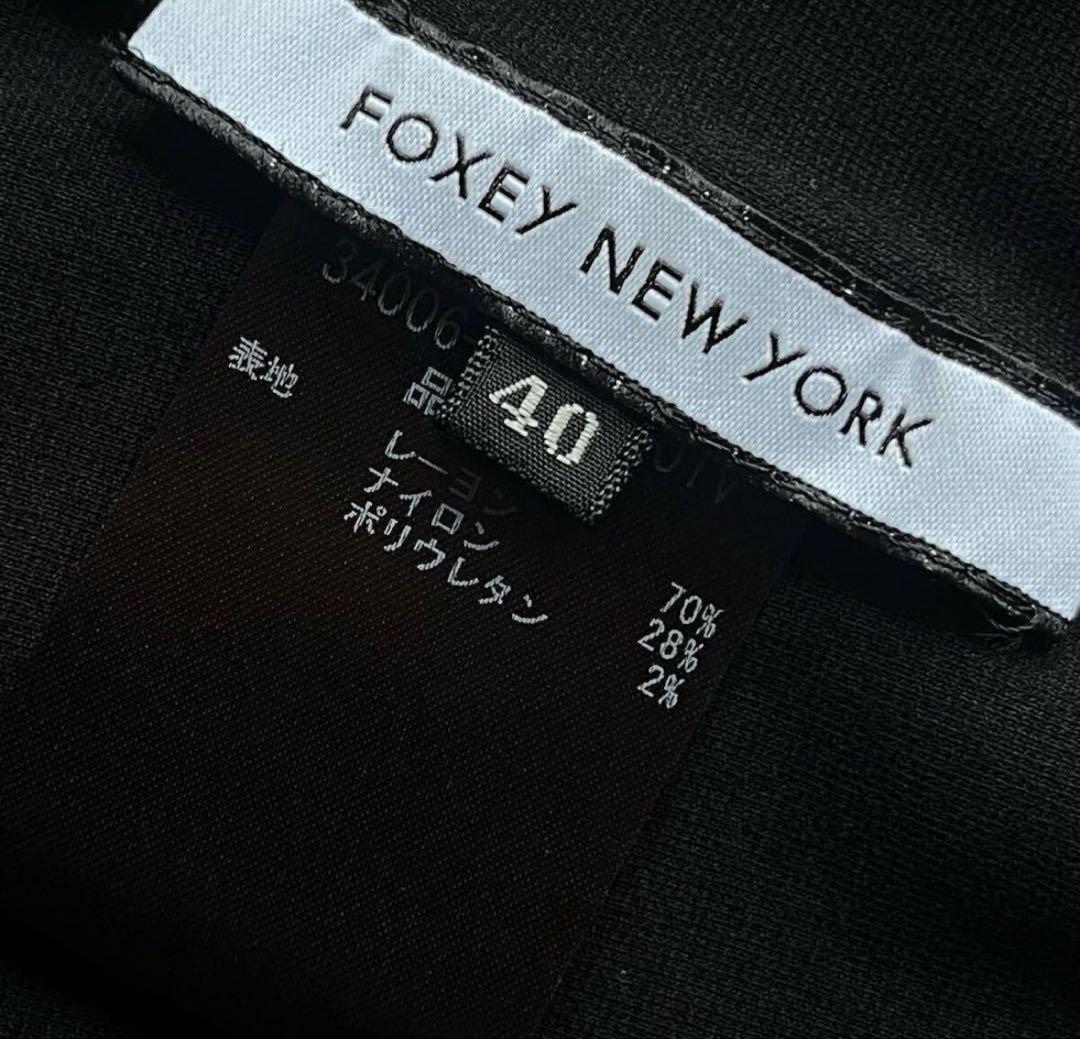 FOXEY NEW YORK
34006
40
表地
品
レーヨン 70%
ナイロン 28%
ポリウレタン 2%